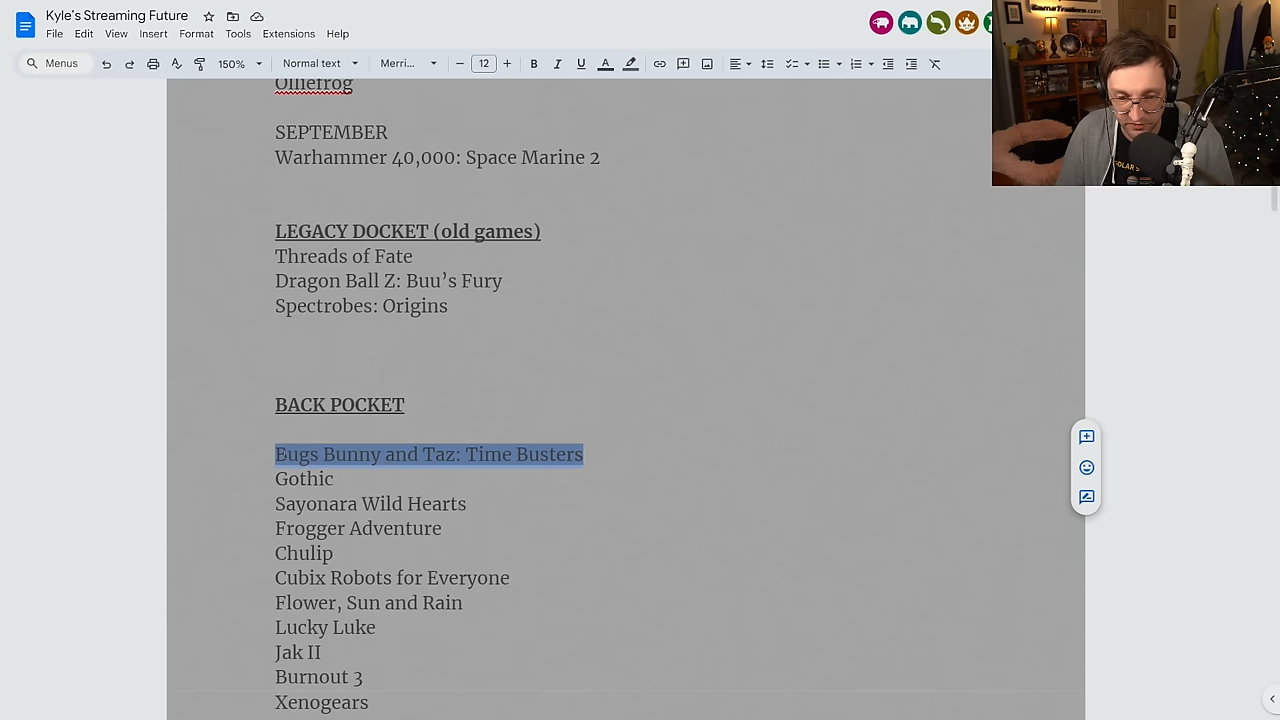 Kyle's Streaming Future
File Edit View Insert Format Extensions Help
Menus 150% Normal text Merri... 12
GameTrailers.com
Olliefrog
SEPTEMBER
Warhammer 40,000: Space Marine 2
LEGACY DOCKET (old games)
Threads of Fate
Dragon Ball Z: Buu's Fury
Spectrobes: Origins
BACK POCKET
Bugs Bunny and Taz: Time Busters
Gothic
Sayonara Wild Hearts
Frogger Adventure
Chulip
Cubix Robots for Everyone
Flower, Sun and Rain
Lucky Luke
Jak II
Burnout 3
Xenogears